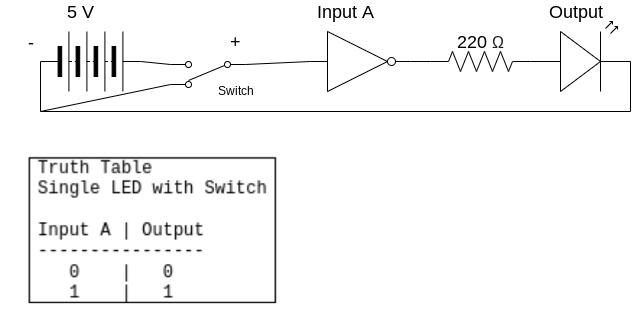 5 V
Input A
Output
-
+
220 Ω
Switch
Truth Table
Single LED with Switch
Input A | Output
----------------
0 | 0
1 | 1